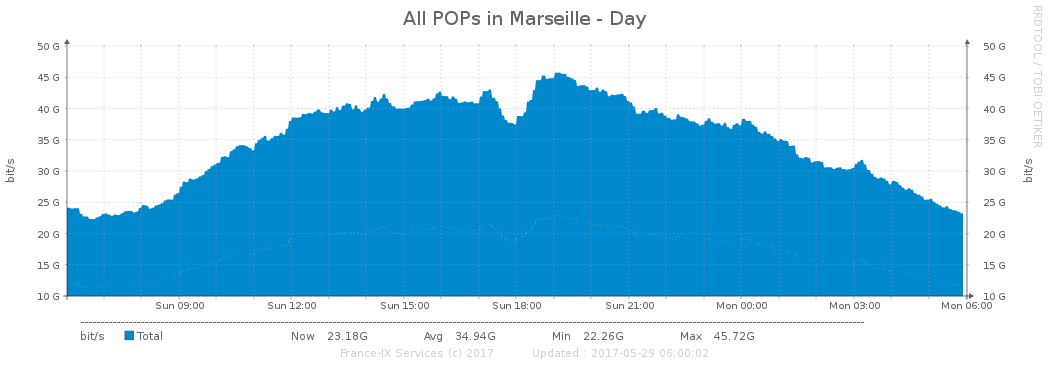 All POPs in Marseille - Day
RRDTOOL / TOBI OETIKER
50 G 50 G
45 G 45 G
40 G 40 G
35 G 35 G
30 G 30 G
25 G 25 G
20 G 20 G
15 G 15 G
10 G 10 G
bit/s
bit/s
Sun 09:00 Sun 12:00 Sun 15:00 Sun 18:00 Sun 21:00 Mon 00:00 Mon 03:00 Mon 06:00
bit/s Total Now 23.18G Avg 34.94G Min 22.26G Max 45.72G
France-IX Services (c) 2017 Updated : 2017-05-29 06:00:02